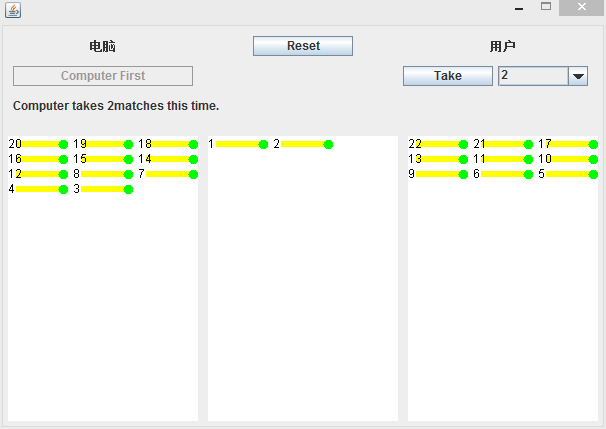 电脑 Reset 用户
Computer First Take 2
Computer takes 2matches this time.
20 19 18 1 2 22 21 17
16 15 14 13 11 10
12 8 7 9 6 5
4 3